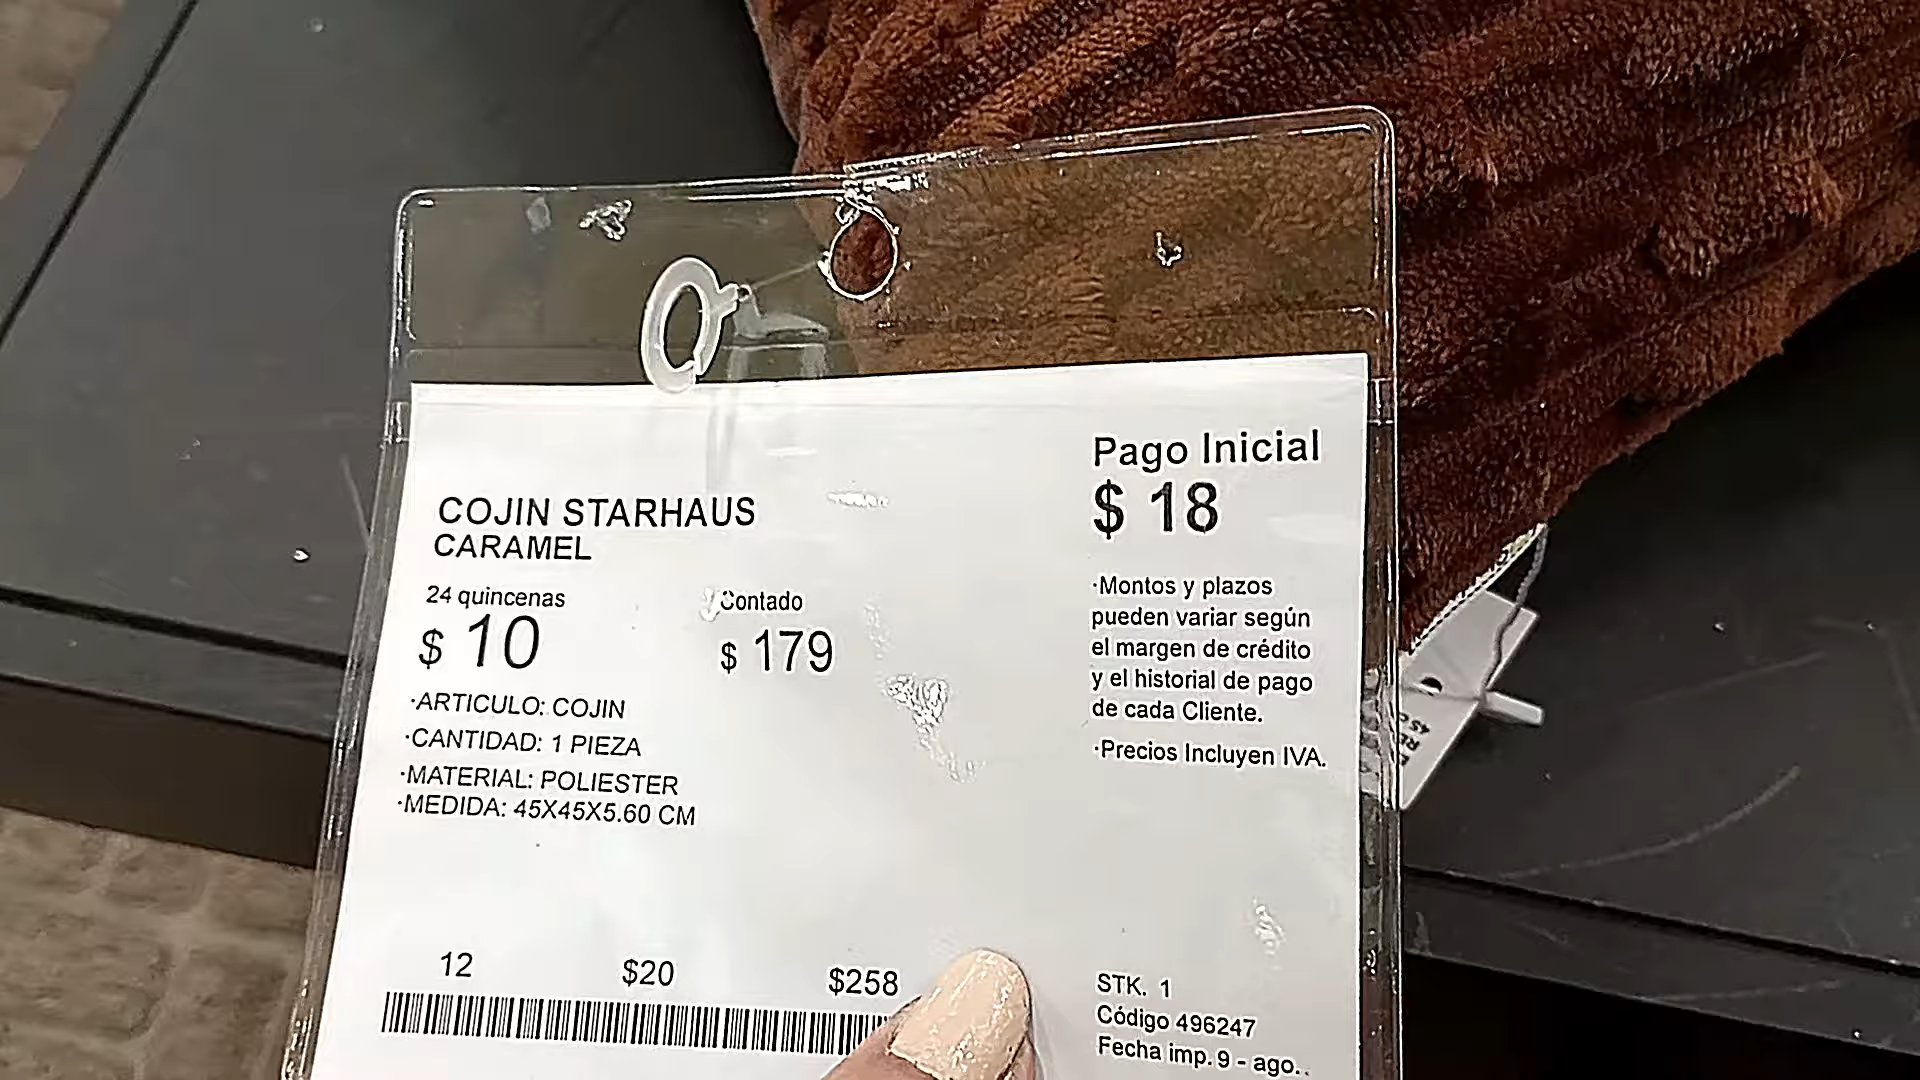 COJIN STARHAUS
CARAMEL
24 quincenas
$ 10
Contado
$ 179
·ARTICULO: COJIN
·CANTIDAD: 1 PIEZA
·MATERIAL: POLIESTER
·MEDIDA: 45X45X5.60 CM
12 $20 $258
Pago Inicial
$ 18
·Montos y plazos
pueden variar según
el margen de crédito
y el historial de pago
de cada Cliente.
·Precios Incluyen IVA.
STK. 1
Código 496247
Fecha imp. 9 - ago..